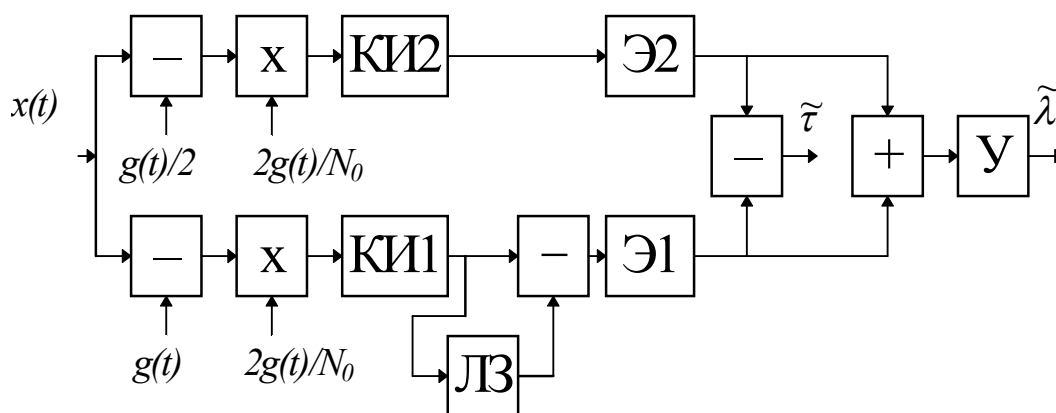 – x КИ2 Э2
x(t)
τ̃ λ̃
– + У
g(t)/2 2g(t)/N₀
– x КИ1 – Э1
g(t) 2g(t)/N₀
ЛЗ